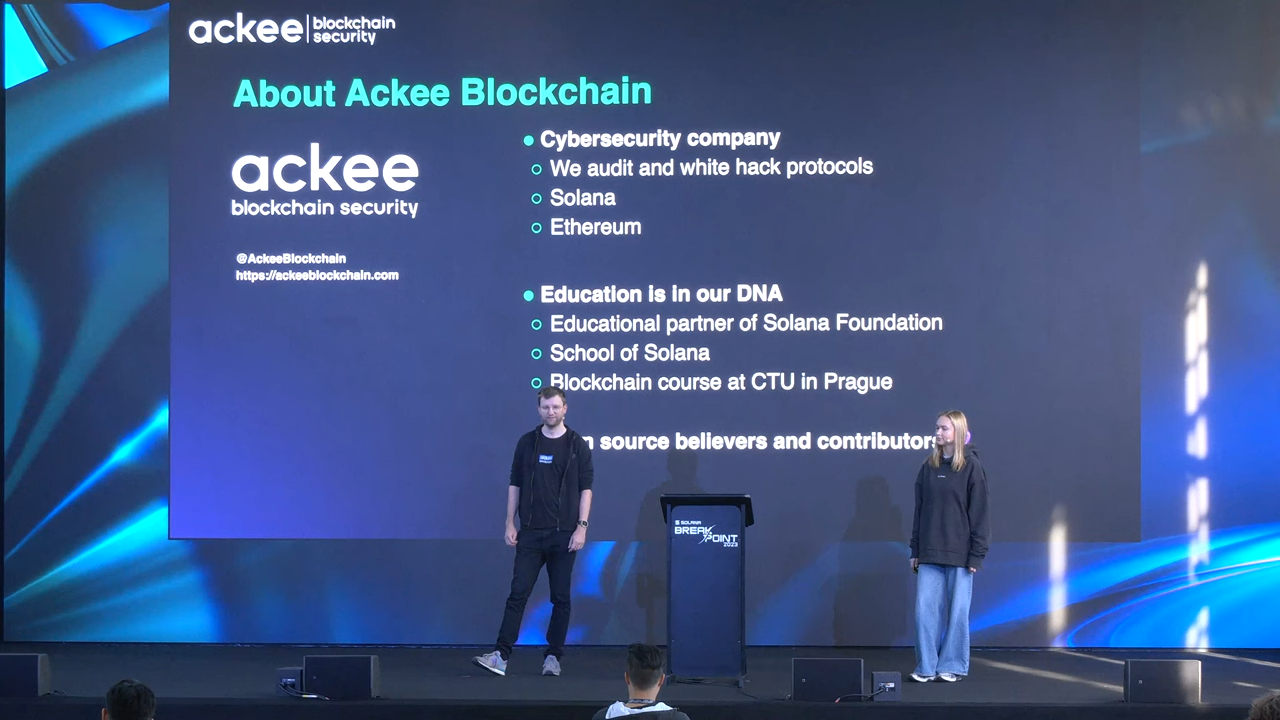 ackee blockchain security
About Ackee Blockchain
ackee
blockchain security
@AckeeBlockchain
https://ackeeblockchain.com
Cybersecurity company
We audit and white hack protocols
Solana
Ethereum
Education is in our DNA
Educational partner of Solana Foundation
School of Solana
Blockchain course at CTU in Prague
source believers and contributors
SOLANA
BREAKPOINT
2023